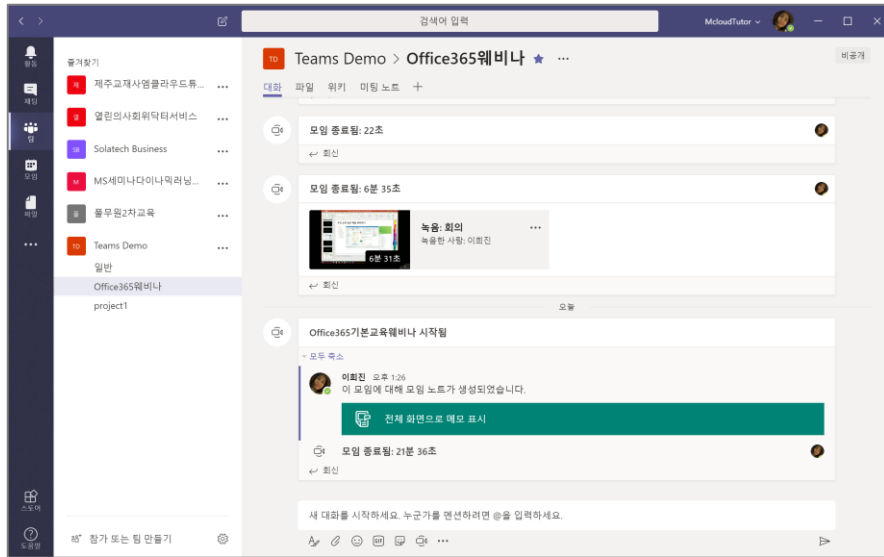 검색어 입력
McloudTutor
활동
채팅
팀
모임
파일
스토어
도움말
즐겨찾기
제 제주교재사엠클라우드튜...
열 열린의사회위닥터서비스
SB Solatech Business
M MS세미나다이나믹러닝...
풀 풀무원2차교육
TD Teams Demo
일반
Office365웨비나
project1
참가 또는 팀 만들기
TD Teams Demo > Office365웨비나
비공개
대화 파일 위키 미팅 노트
모임 종료됨: 22초
회신
모임 종료됨: 6분 35초
녹음: 회의
녹음한 사람: 이희진
6분 31초
회신
오늘
Office365기본교육웨비나 시작됨
모두 축소
이희진 오후 1:26
이 모임에 대해 모임 노트가 생성되었습니다.
전체 화면으로 메모 표시
모임 종료됨: 21분 36초
회신
새 대화를 시작하세요. 누군가를 멘션하려면 @을 입력하세요.
GIF